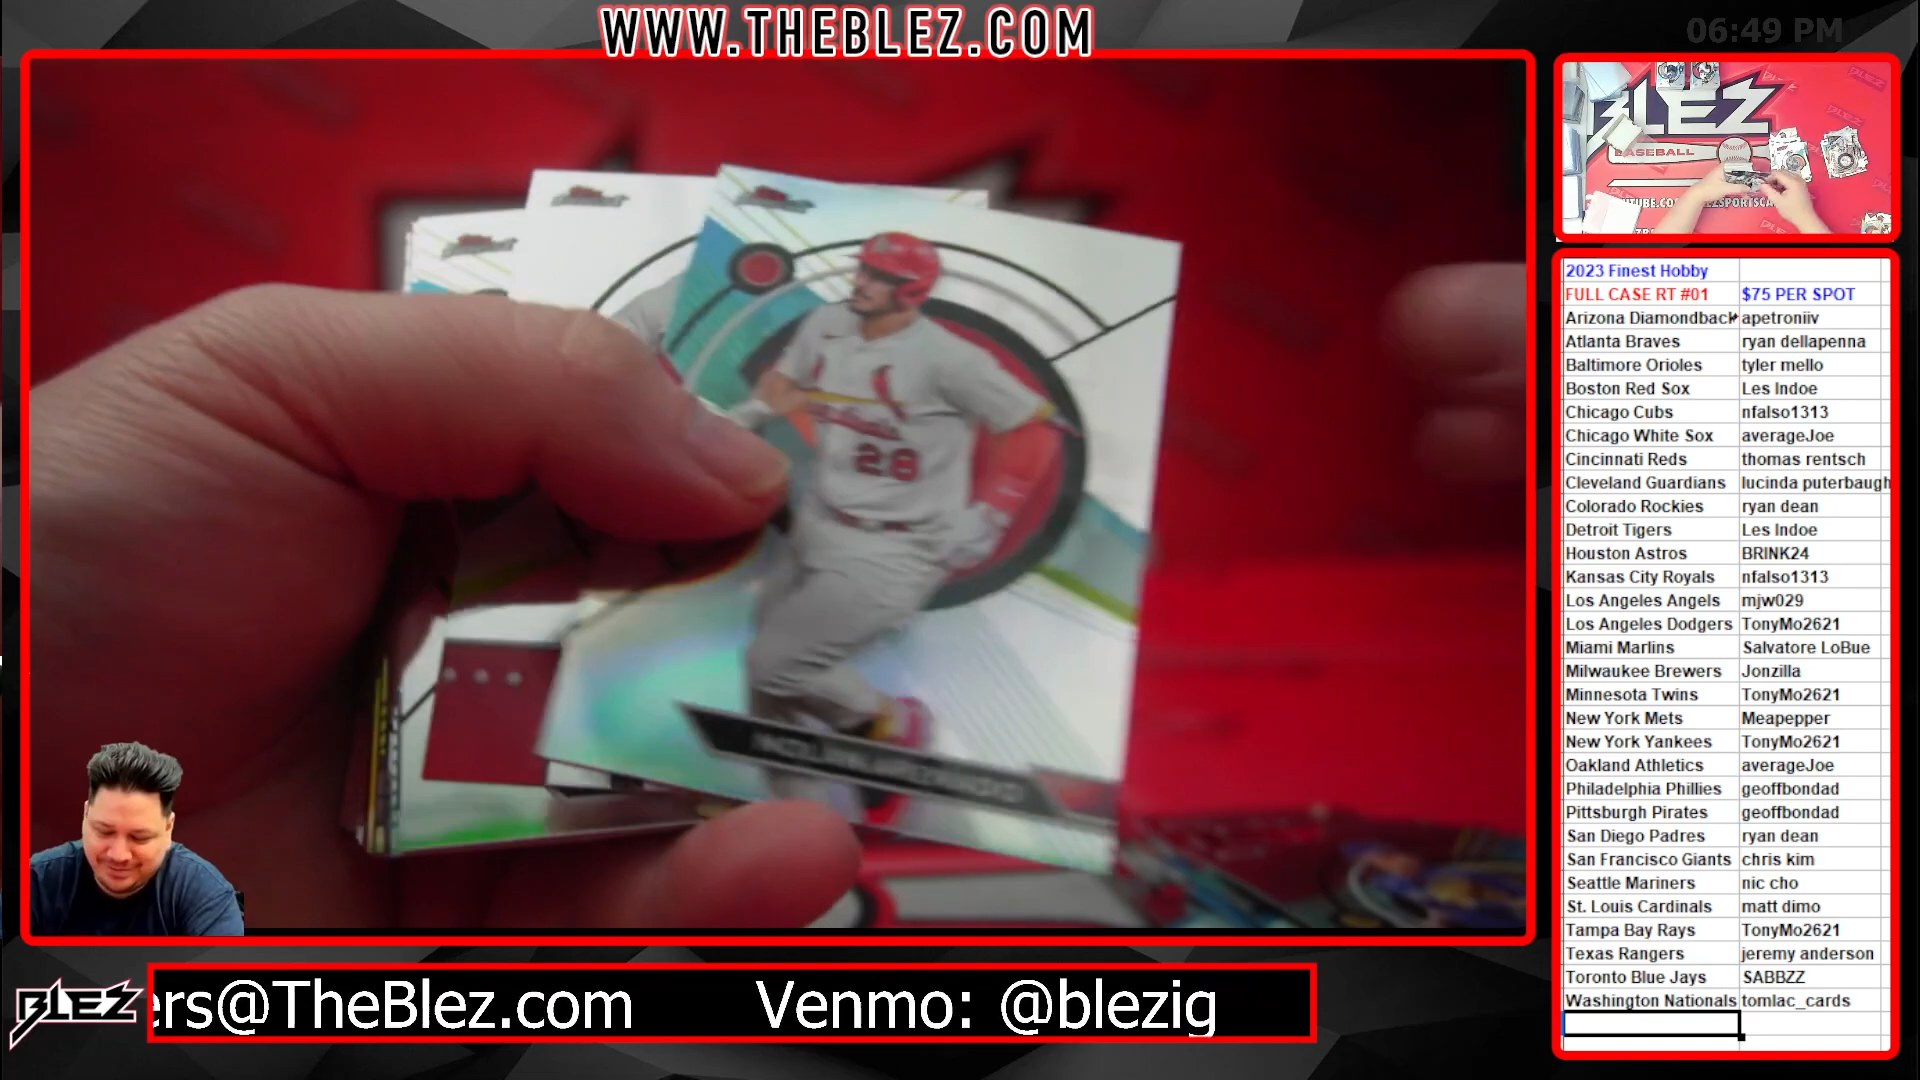 WWW.THEBLEZ.COM
06:49 PM
BLEZ
BASEBALL
28
NOLAN ARENADO
2023 Finest Hobby
FULL CASE RT #01 $75 PER SPOT
Arizona Diamondback apetroniiv
Atlanta Braves ryan dellapenna
Baltimore Orioles tyler mello
Boston Red Sox Les Indoe
Chicago Cubs nfalso1313
Chicago White Sox averageJoe
Cincinnati Reds thomas rentsch
Cleveland Guardians lucinda puterbaugh
Colorado Rockies ryan dean
Detroit Tigers Les Indoe
Houston Astros BRINK24
Kansas City Royals nfalso1313
Los Angeles Angels mjw029
Los Angeles Dodgers TonyMo2621
Miami Marlins Salvatore LoBue
Milwaukee Brewers Jonzilla
Minnesota Twins TonyMo2621
New York Mets Meapepper
New York Yankees TonyMo2621
Oakland Athletics averageJoe
Philadelphia Phillies geoffbondad
Pittsburgh Pirates geoffbondad
San Diego Padres ryan dean
San Francisco Giants chris kim
Seattle Mariners nic cho
St. Louis Cardinals matt dimo
Tampa Bay Rays TonyMo2621
Texas Rangers jeremy anderson
Toronto Blue Jays SABBZZ
Washington Nationals tomlac_cards
BLEZ
ers@TheBlez.com Venmo: @blezig